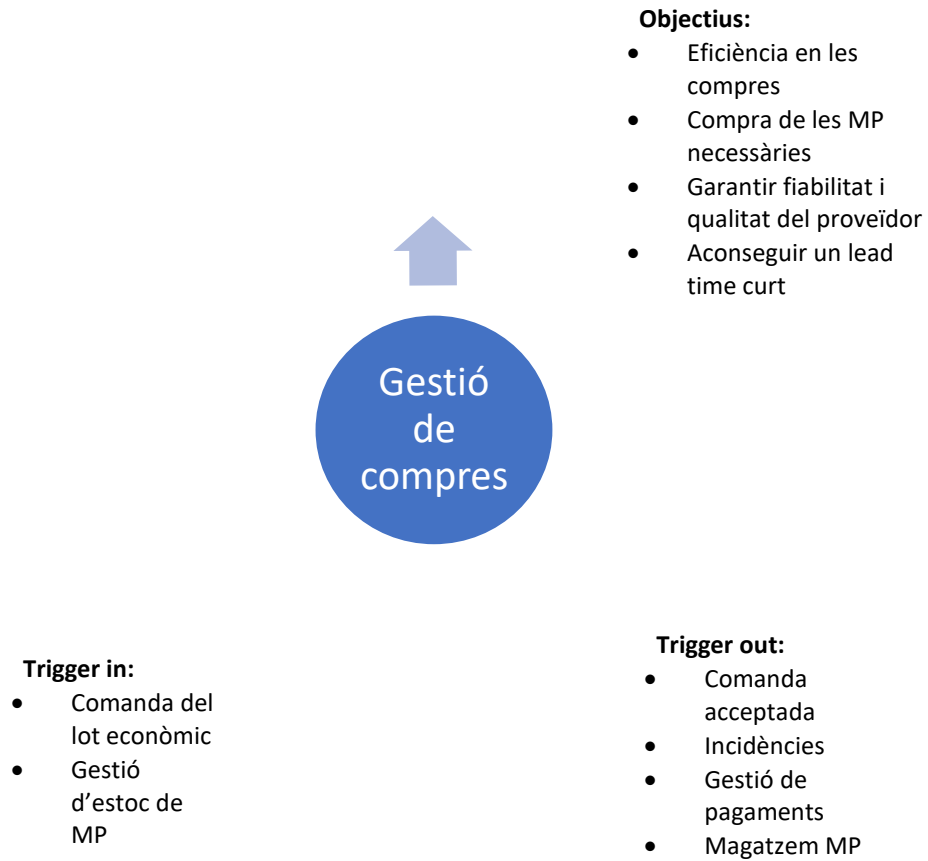 Objectius:
• Eficiència en les
compres
• Compra de les MP
necessàries
• Garantir fiabilitat i
qualitat del proveïdor
• Aconseguir un lead
time curt
Gestió
de
compres
Trigger in:
• Comanda del
lot econòmic
• Gestió
d’estoc de
MP
Trigger out:
• Comanda
acceptada
• Incidències
• Gestió de
pagaments
• Magatzem MP